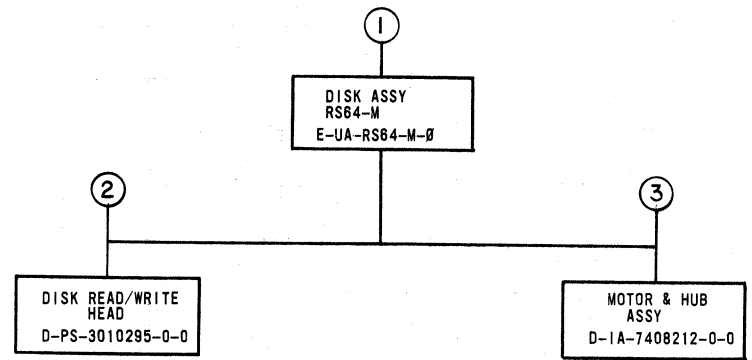 1
DISK ASSY
RS64-M
E-UA-RS64-M-Ø
2
3
DISK READ/WRITE
HEAD
D-PS-3010295-0-0
MOTOR & HUB
ASSY
D-IA-7408212-0-0